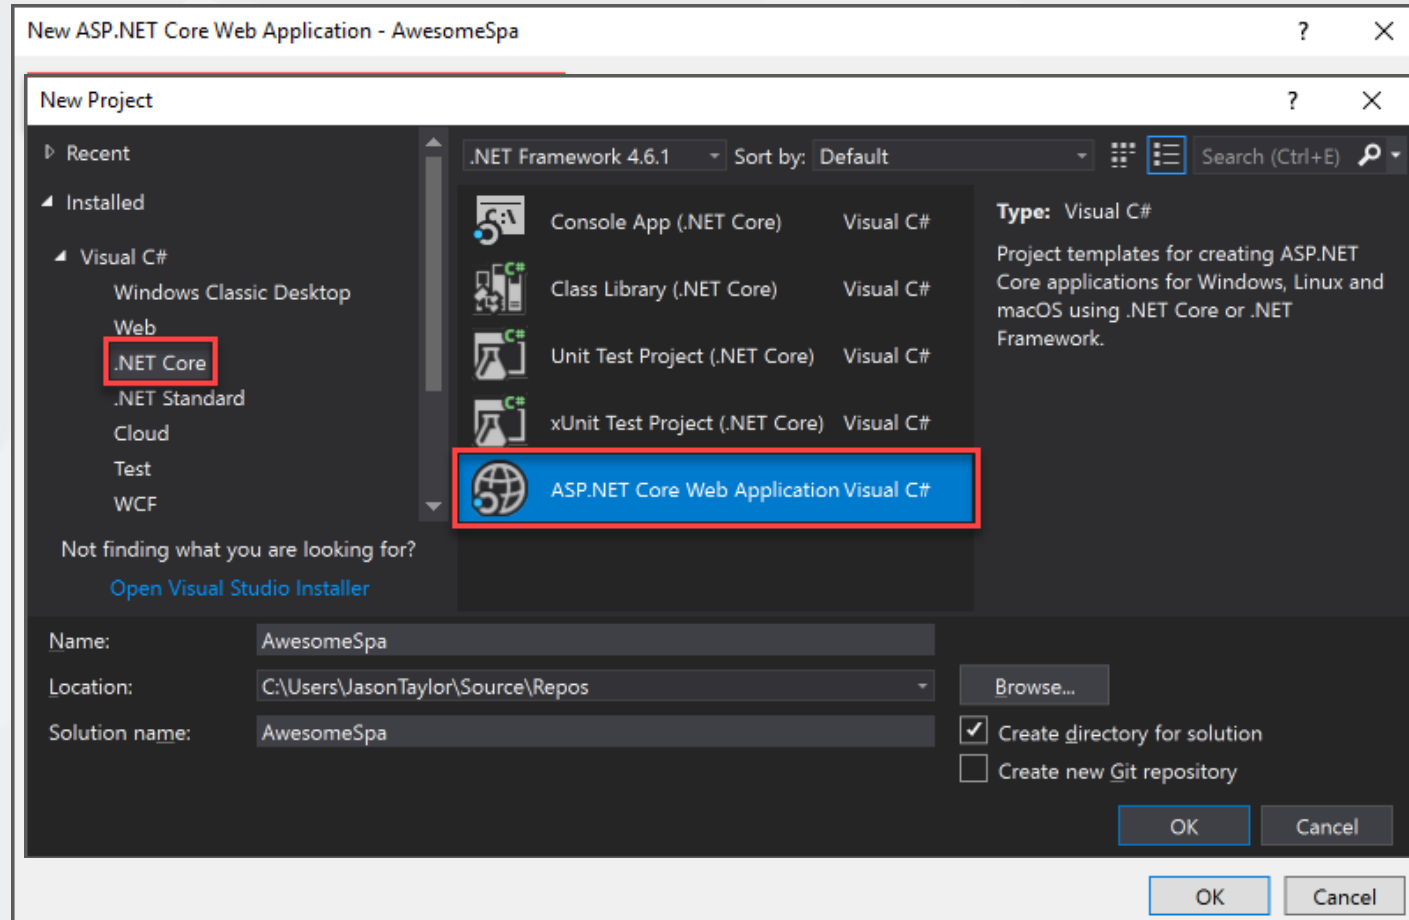 New ASP.NET Core Web Application - AwesomeSpa
New Project
Recent
Installed
Visual C#
Windows Classic Desktop
Web
.NET Core
.NET Standard
Cloud
Test
WCF
Not finding what you are looking for?
Open Visual Studio Installer
.NET Framework 4.6.1 Sort by: Default Search (Ctrl+E)
Console App (.NET Core) Visual C#
Class Library (.NET Core) Visual C#
Unit Test Project (.NET Core) Visual C#
xUnit Test Project (.NET Core) Visual C#
ASP.NET Core Web Application Visual C#
Type: Visual C#
Project templates for creating ASP.NET
Core applications for Windows, Linux and
macOS using .NET Core or .NET
Framework.
Name: AwesomeSpa
Location: C:\Users\JasonTaylor\Source\Repos Browse...
Solution name: AwesomeSpa
Create directory for solution
Create new Git repository
OK Cancel
OK Cancel